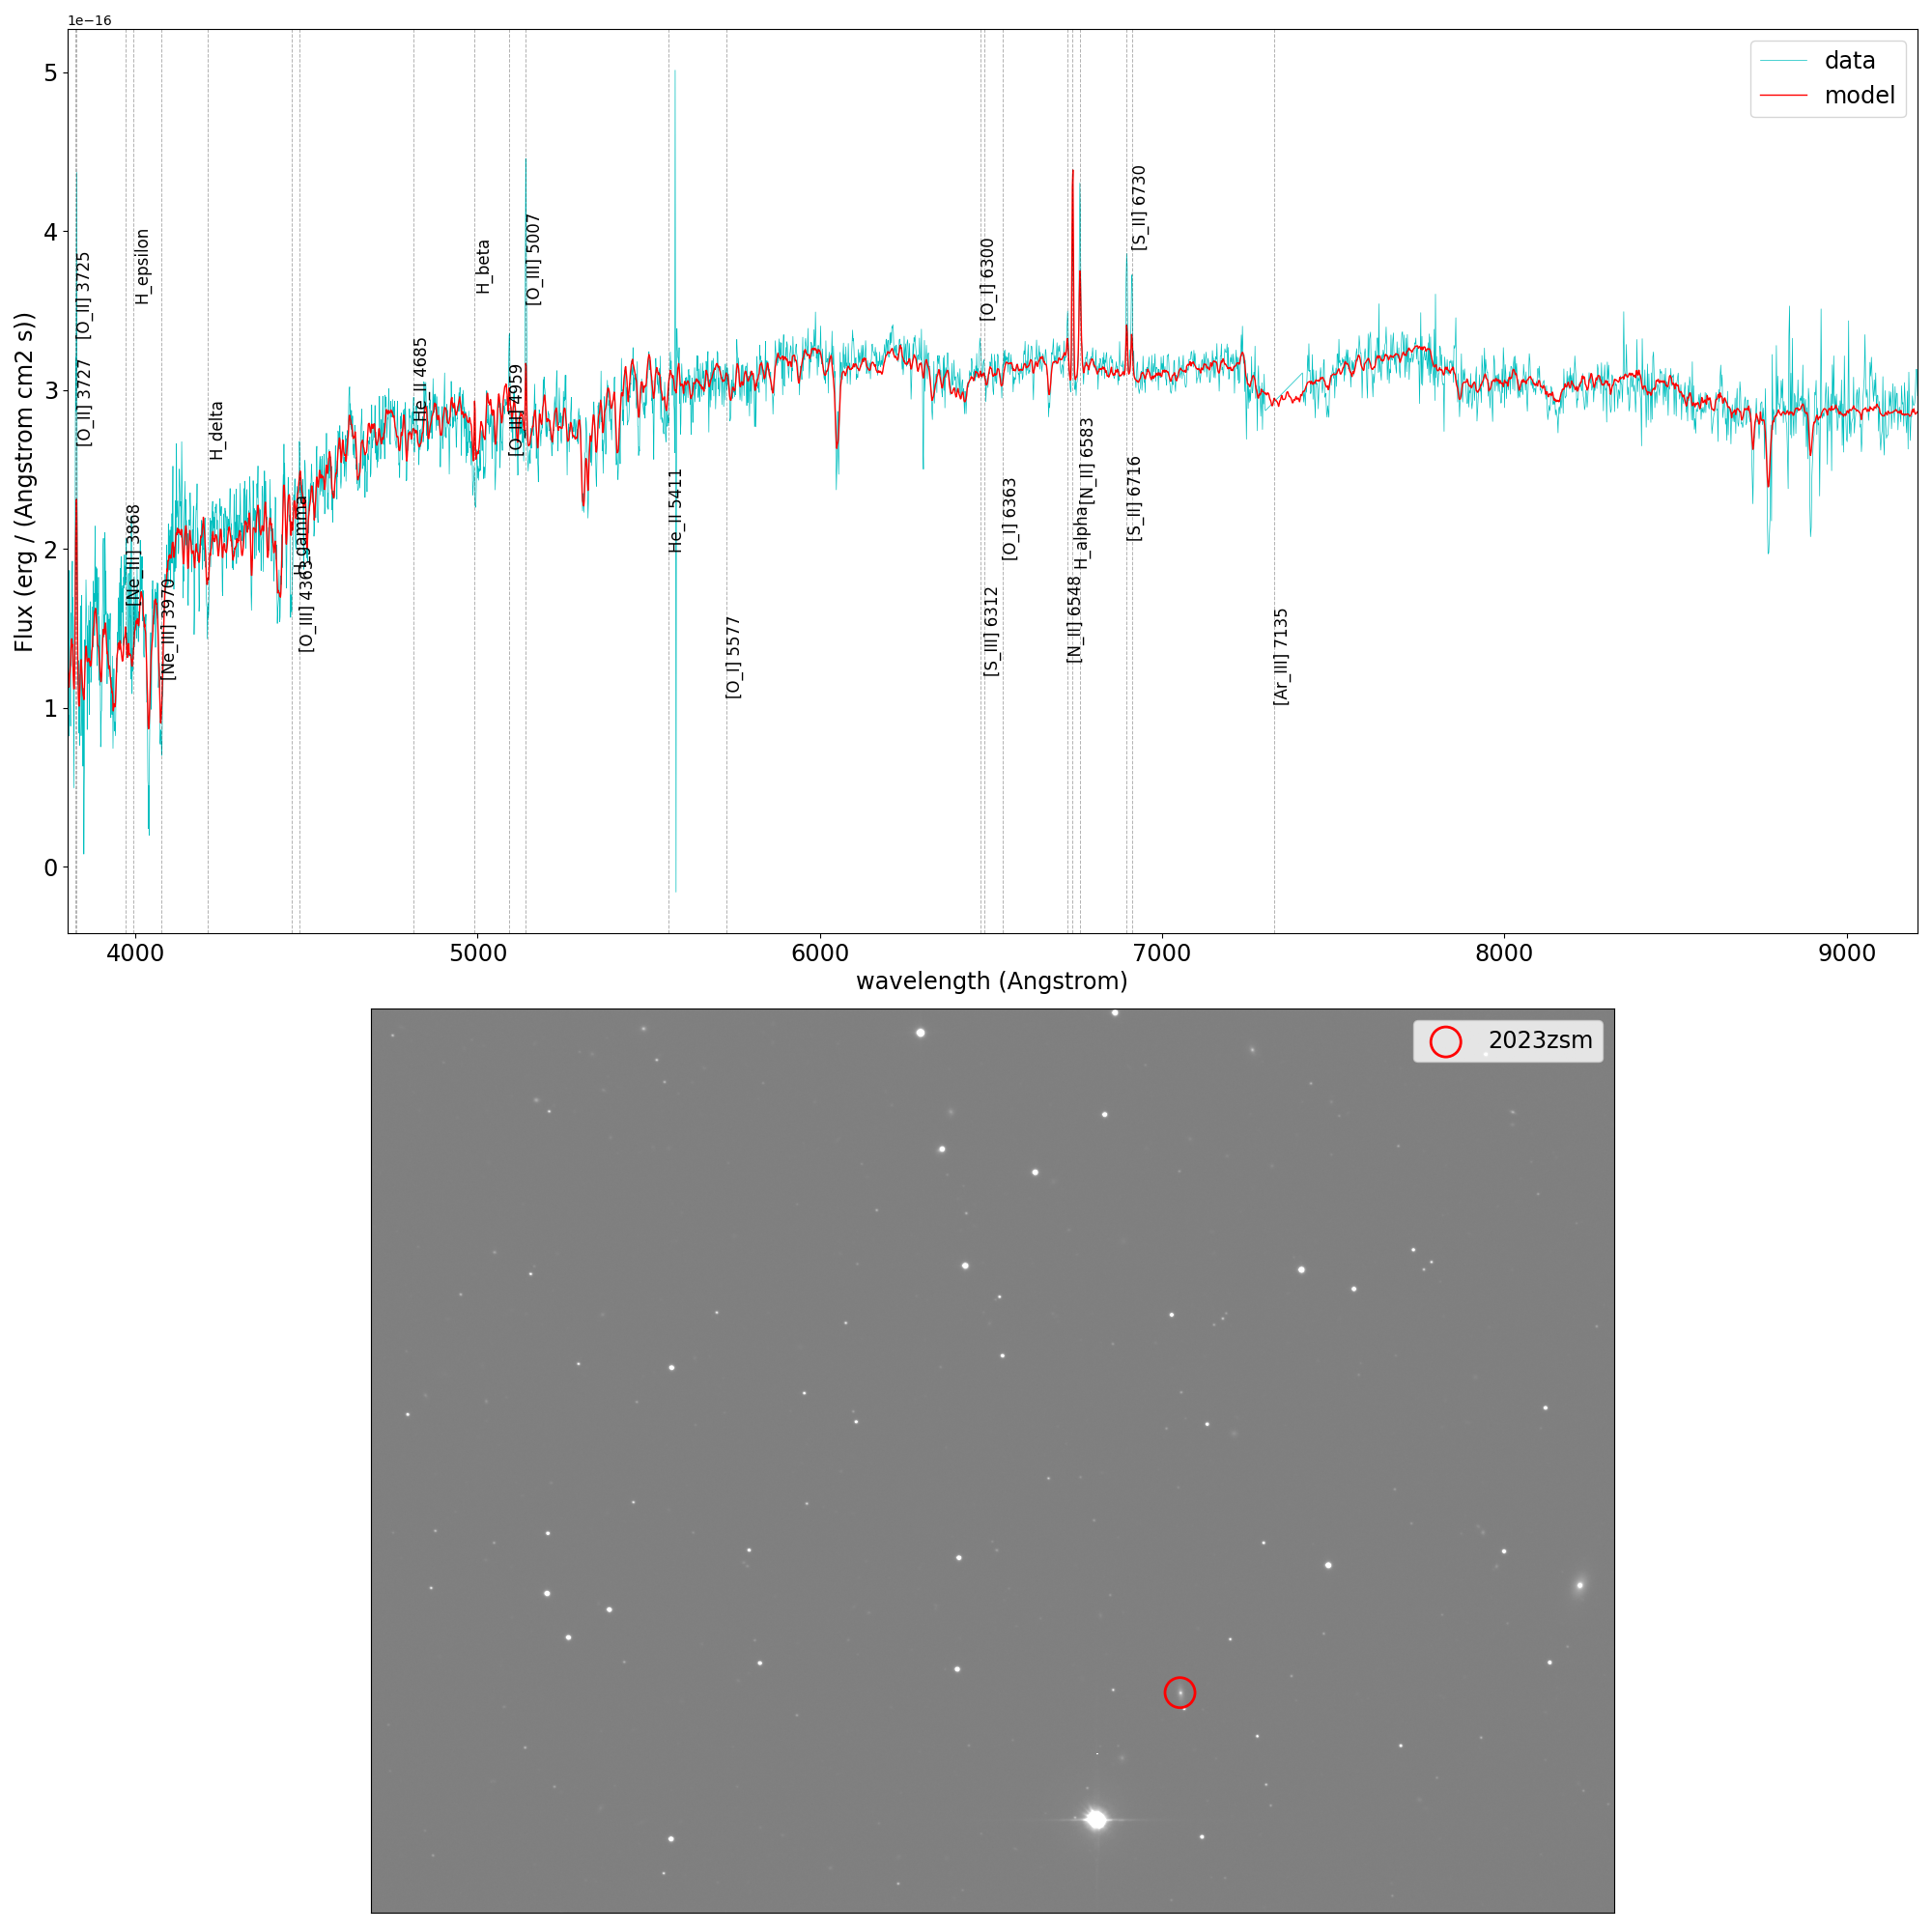 1e−16
data
model
5
4
3
2
1
0
Flux (erg / (Angstrom cm2 s))
[O_II] 3725
[O_II] 3727
[Ne_III] 3868
H_epsilon
[Ne_III] 3970
H_delta
H_gamma
[O_III] 4363
He_II 4685
H_beta
[O_III] 4959
[O_III] 5007
He_II 5411
[O_I] 5577
[O_I] 6300
[S_III] 6312
[O_I] 6363
[N_II] 6548
H_alpha
[N_II] 6583
[S_II] 6716
[S_II] 6730
[Ar_III] 7135
4000 5000 6000 7000 8000 9000
wavelength (Angstrom)
2023zsm